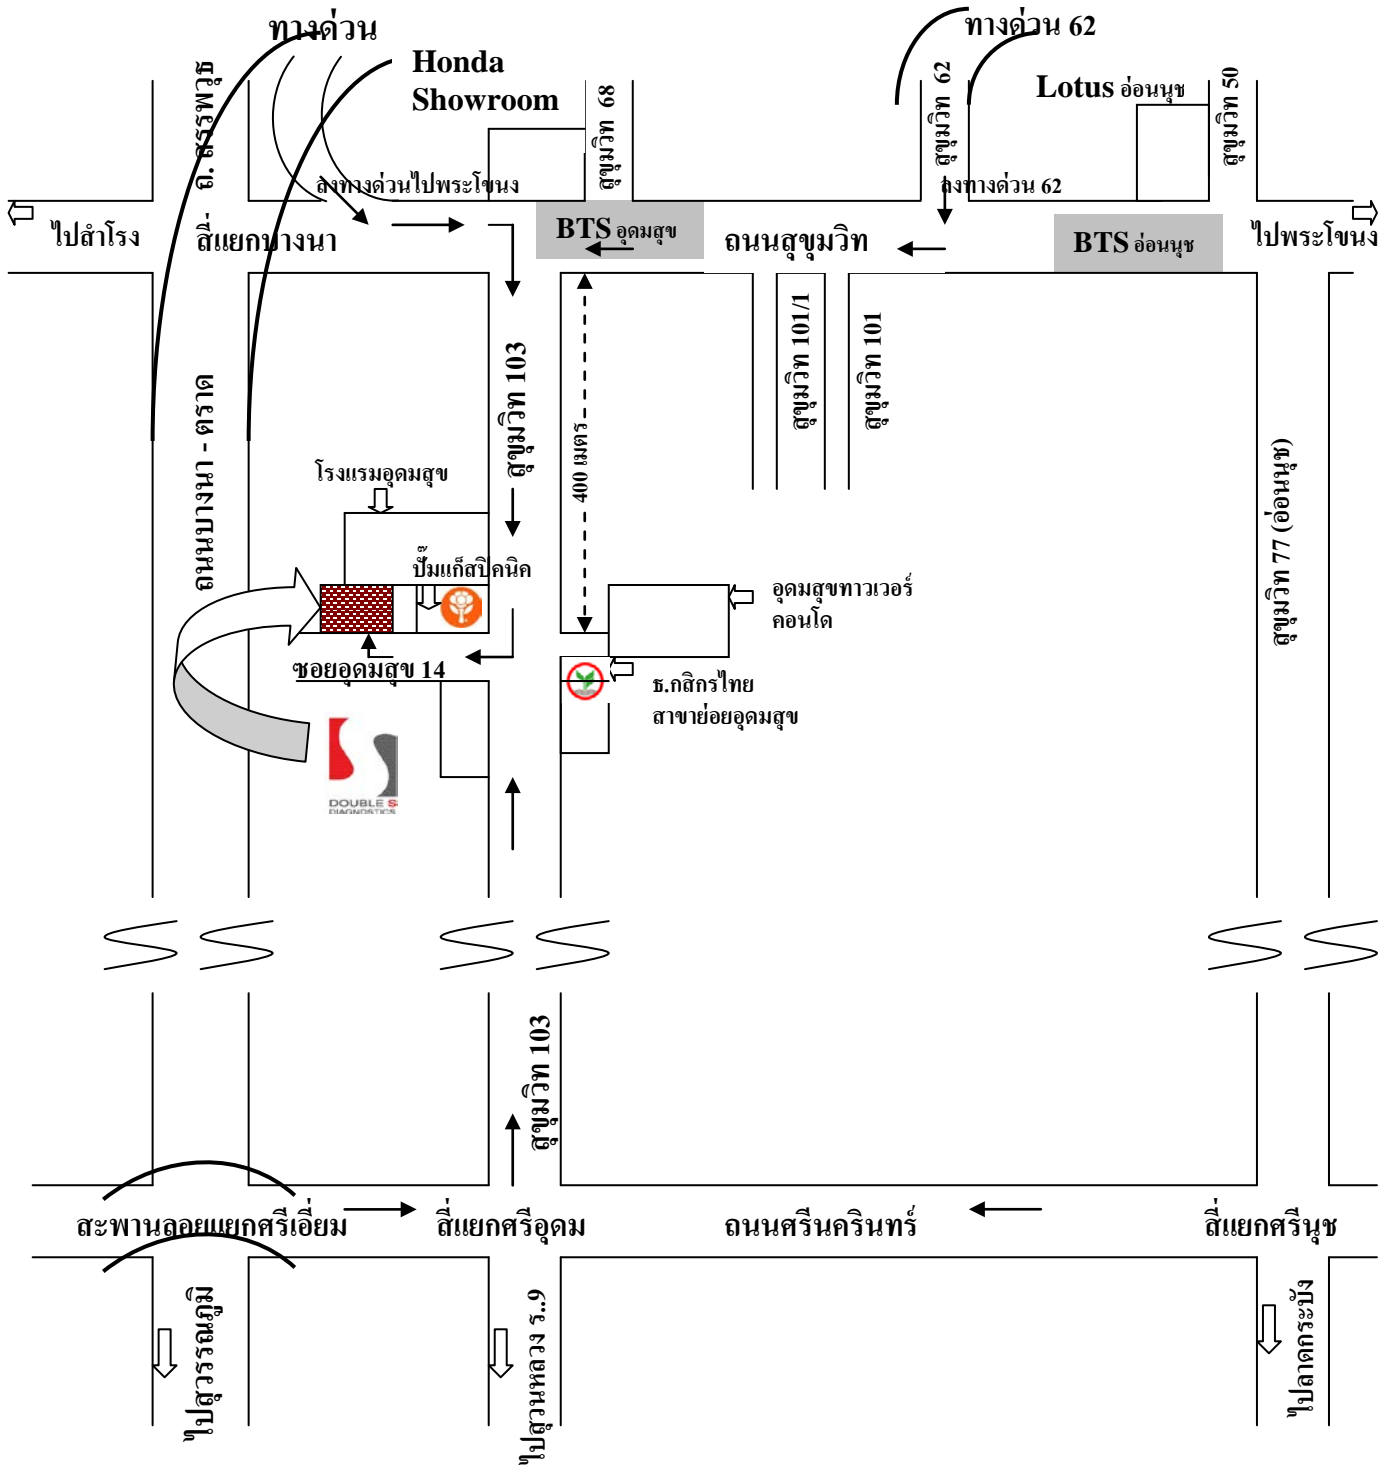 ทางด่วน
ทางด่วน 62
Honda
Showroom
ถ. สรรพวุธ
สุขุมวิท 68
สุขุมวิท 62
Lotus อ่อนนุช
สุขุมวิท 50
ลงทางด่วนไปพระโขนง
ลงทางด่วน 62
ไปสำโรง
สี่แยกบางนา
BTS อุดมสุข
ถนนสุขุมวิท
BTS อ่อนนุช
ไปพระโขนง
สุขุมวิท 103
สุขุมวิท 101/1
สุขุมวิท 101
400 เมตร
ถนนบางนา - ตราด
สุขุมวิท 77 (อ่อนนุช)
โรงแรมอุดมสุข
ปั๊มแก็สปิคนิค
อุดมสุขทาวเวอร์
คอนโด
ซอยอุดมสุข 14
ธ.กสิกรไทย
สาขาย่อยอุดมสุข
DOUBLE S
DIAGNOSTICS
สุขุมวิท 103
สะพานลอยแยกศรีเอี่ยม
สี่แยกศรีอุดม
ถนนศรีนครินทร์
สี่แยกศรีนุช
ไปสุวรรณภูมิ
ไปสวนหลวง ร..9
ไปลาดกระบัง